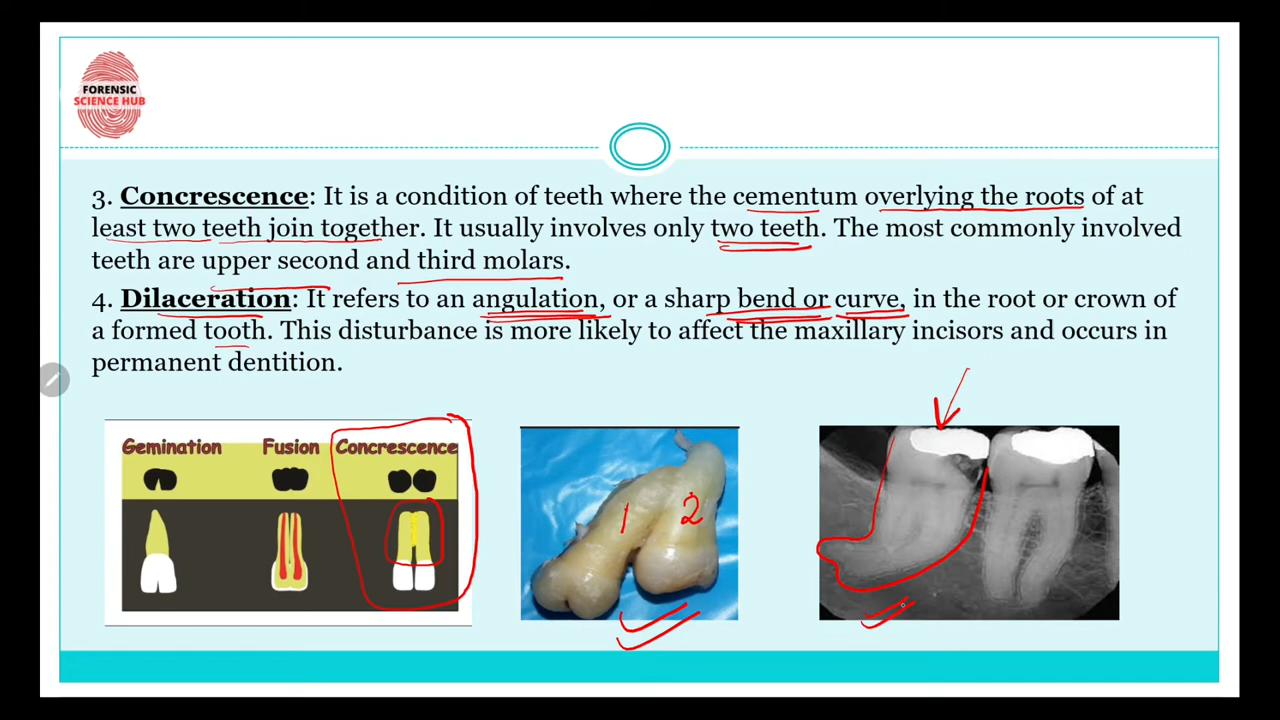 FORENSIC
SCIENCE HUB
3. Concrescence: It is a condition of teeth where the cementum overlying the roots of at
least two teeth join together. It usually involves only two teeth. The most commonly involved
teeth are upper second and third molars.
4. Dilaceration: It refers to an angulation, or a sharp bend or curve, in the root or crown of
a formed tooth. This disturbance is more likely to affect the maxillary incisors and occurs in
permanent dentition.
Gemination Fusion Concrescence
1 2